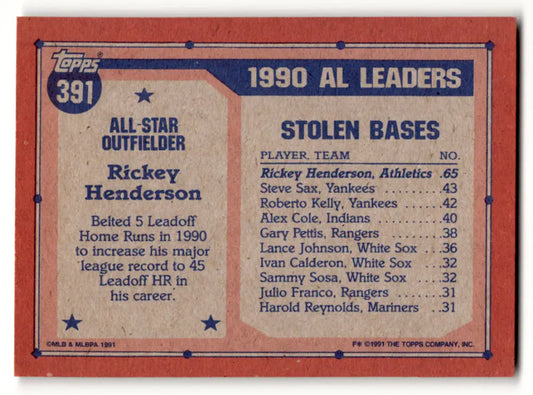 Topps
391
ALL-STAR
OUTFIELDER
Rickey
Henderson
Belted 5 Leadoff
Home Runs in 1990
to increase his major
league record to 45
Leadoff HR in
his career.
©MLB & MLBPA 1991
1990 AL LEADERS
STOLEN BASES
PLAYER, TEAM NO.
Rickey Henderson, Athletics .65
Steve Sax, Yankees ........43
Roberto Kelly, Yankees .....42
Alex Cole, Indians .........40
Gary Pettis, Rangers .......38
Lance Johnson, White Sox ...36
Ivan Calderon, White Sox ..32
Sammy Sosa, White Sox ....32
Julio Franco, Rangers ......31
Harold Reynolds, Mariners ..31
F* ©1991 THE TOPPS COMPANY, INC.